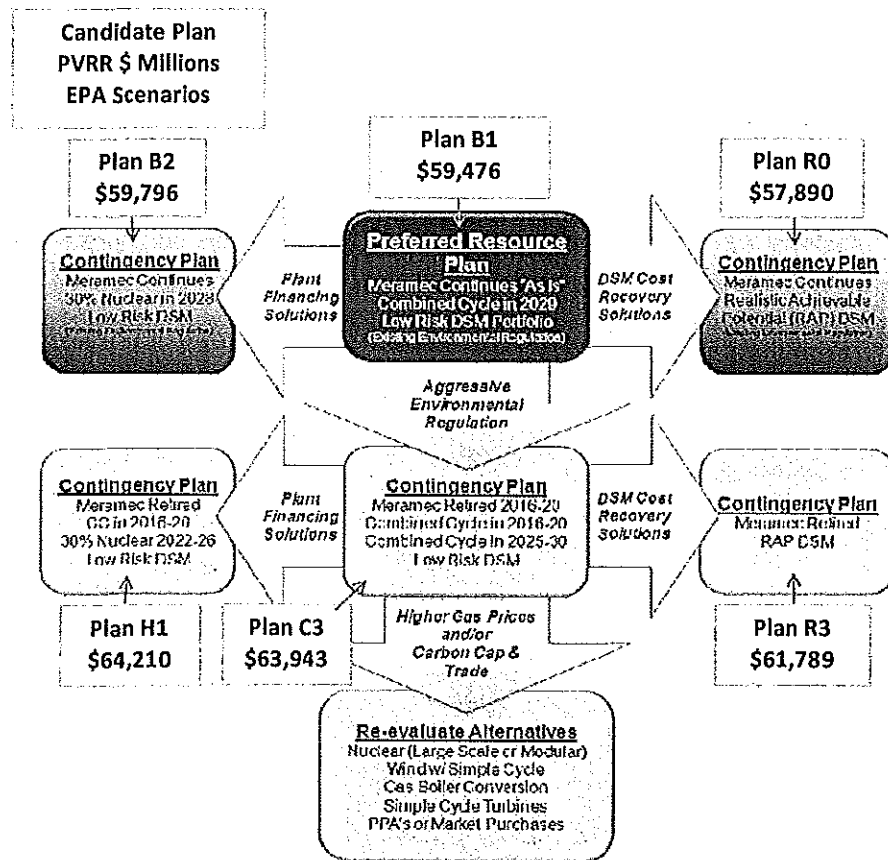 Candidate Plan
PVRR $ Millions
EPA Scenarios
Plan B2
$59,796
Plan B1
$59,476
Plan R0
$57,890
Contingency Plan
Meramec Continues
30% Nuclear in 2028
Low Risk DSM
Plant
Financing
Solutions
Preferred Resource
Plan
Meramec Continues "As Is"
Combined Cycle in 2029
Low Risk DSM Portfolio
(Existing Environmental Regulation)
DSM Cost
Recovery
Solutions
Contingency Plan
Meramec Continues
Realistic Achievable
Potential (RAP) DSM
Aggressive
Environmental
Regulation
Contingency Plan
Meramec Retired
CC in 2016-20
30% Nuclear 2022-26
Low Risk DSM
Plant
Financing
Solutions
Contingency Plan
Meramec Retired 2016-20
Combined Cycle in 2016-20
Combined Cycle in 2025-30
Low Risk DSM
DSM Cost
Recovery
Solutions
Contingency Plan
Meramec Retired
RAP DSM
Plan H1
$64,210
Plan C3
$63,943
Higher Gas Prices
and/or
Carbon Cap &
Trade
Plan R3
$61,789
Re-evaluate Alternatives
Nuclear (Large Scale or Modular)
Wind w/ Simple Cycle
Gas Boiler Conversion
Simple Cycle Turbines
PPA's or Market Purchases